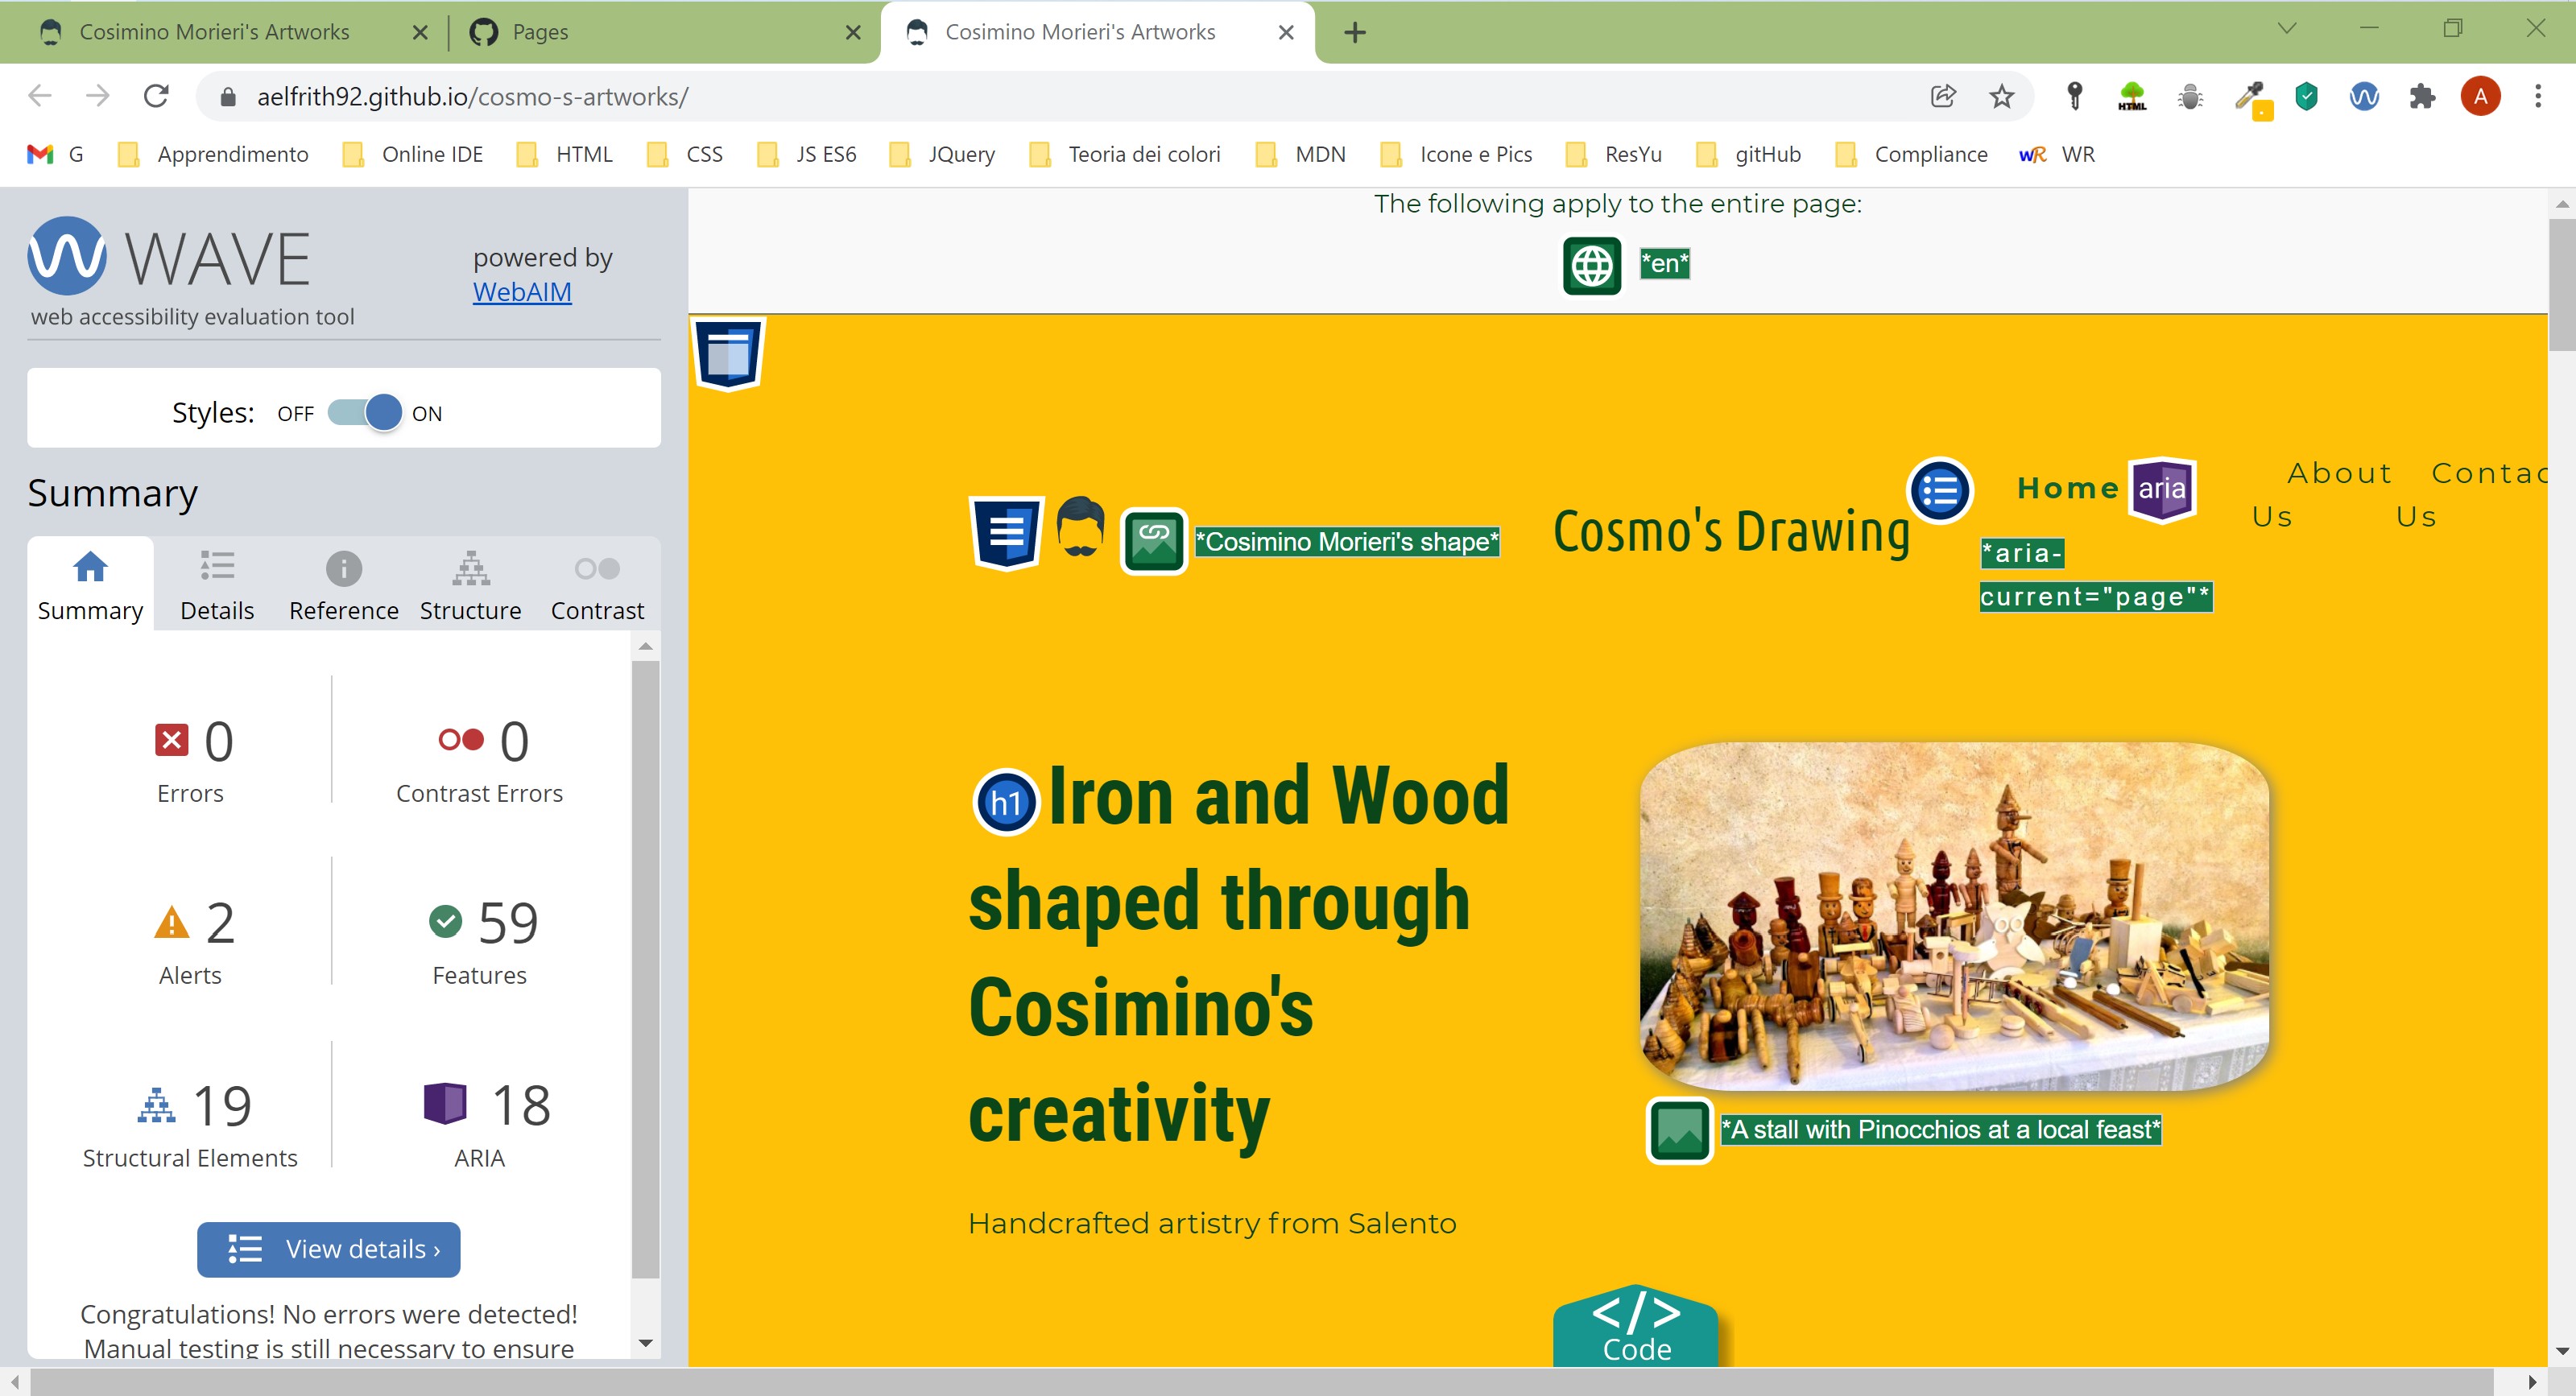 Cosimino Morieri's Artworks
Pages
Cosimino Morieri's Artworks
aelfrith92.github.io/cosmo-s-artworks/
HTML
A
G
Apprendimento
Online IDE
HTML
CSS
JS ES6
JQuery
Teoria dei colori
MDN
Icone e Pics
ResYu
gitHub
Compliance
WR
WR
WAVE
powered by
WebAIM
web accessibility evaluation tool
Styles: OFF ON
Summary
Summary
Details
Reference
Structure
Contrast
0
Errors
0
Contrast Errors
2
Alerts
59
Features
19
Structural Elements
18
ARIA
View details ›
Congratulations! No errors were detected!
Manual testing is still necessary to ensure
The following apply to the entire page:
*en*
*Cosimino Morieri's shape*
Cosmo's Drawing
Home
aria
*aria-
current="page"*
About
Us
Contac
Us
h1
Iron and Wood
shaped through
Cosimino's
creativity
*A stall with Pinocchios at a local feast*
Handcrafted artistry from Salento
</>
Code